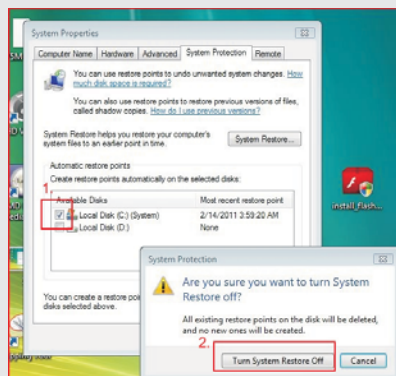 System Properties
Computer Name Hardware Advanced System Protection Remote
You can use restore points to undo unwanted system changes. How
much disk space is required?
You can also use restore points to restore previous versions of files,
called shadow copies. How do I use previous versions?
System Restore helps you restore your computer's
system files to an earlier point in time.
System Restore...
Automatic restore points
Create restore points automatically on the selected disks:
1.
Available Disks Most recent restore point
Local Disk (C:) (System) 2/14/2011 3:59:20 AM
Local Disk (D:) None
install_flash...
You can create a restore poi
disks selected above.
System Protection
Are you sure you want to turn System
Restore off?
All existing restore points on the disk will be deleted,
and no new ones will be created.
2.
Turn System Restore Off Cancel